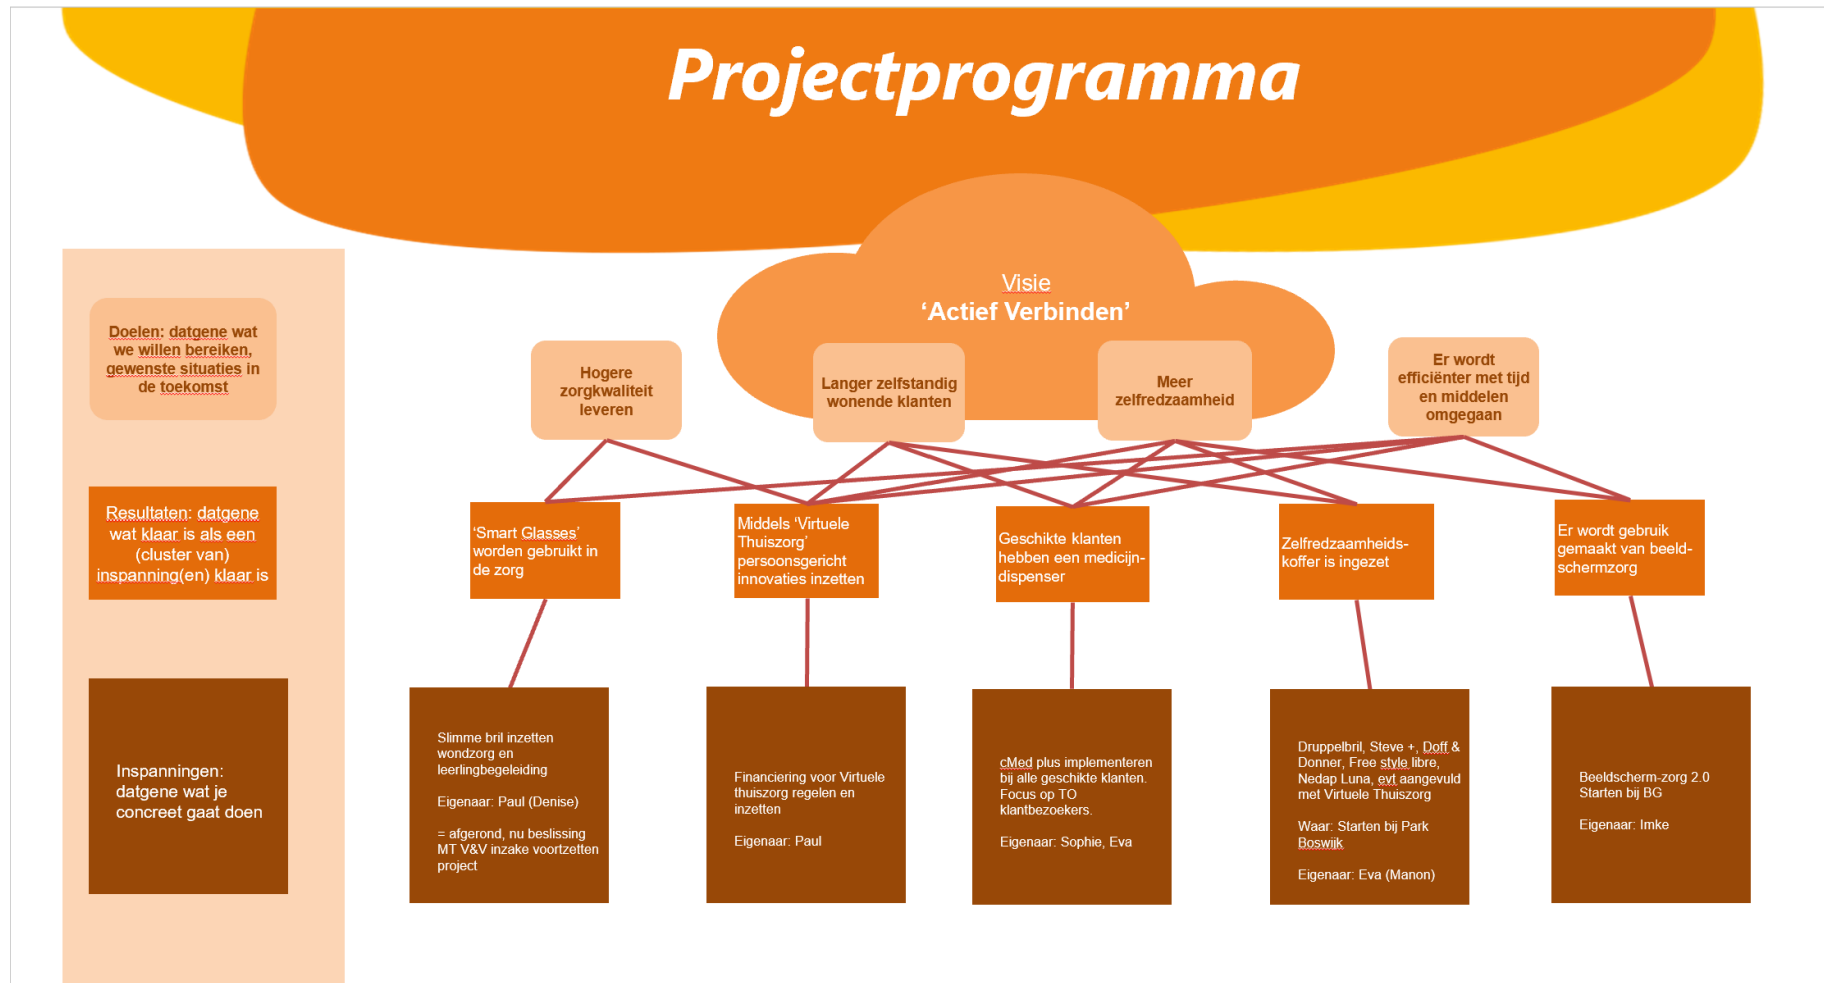 Projectprogramma
Visie
‘Actief Verbinden’
Doelen: datgene wat
we willen bereiken,
gewenste situaties in
de toekomst
Hogere
zorgkwaliteit
leveren
Langer zelfstandig
wonende klanten
Meer
zelfredzaamheid
Er wordt
efficiënter met tijd
en middelen
omgegaan
Resultaten: datgene
wat klaar is als een
(cluster van)
inspanning(en) klaar is
‘Smart Glasses’
worden gebruikt in
de zorg
Middels ‘Virtuele
Thuiszorg’
persoonsgericht
innovaties inzetten
Geschikte klanten
hebben een medicijn-
dispenser
Zelfredzaamheids-
koffer is ingezet
Er wordt gebruik
gemaakt van beeld-
schermzorg
Inspanningen:
datgene wat je
concreet gaat doen
Slimme bril inzetten
wondzorg en
leerlingbegeleiding
Eigenaar: Paul (Denise)
= afgerond, nu beslissing
MT V&V inzake voortzetten
project
Financiering voor Virtuele
thuiszorg regelen en
inzetten
Eigenaar: Paul
cMed plus implementeren
bij alle geschikte klanten.
Focus op TO
klantbezoekers.
Eigenaar: Sophie, Eva
Druppelbril, Steve +, Doff &
Donner, Free style libre,
Nedap Luna, evt aangevuld
met Virtuele Thuiszorg
Waar: Starten bij Park
Boswijk
Eigenaar: Eva (Manon)
Beeldscherm-zorg 2.0
Starten bij BG
Eigenaar: Imke